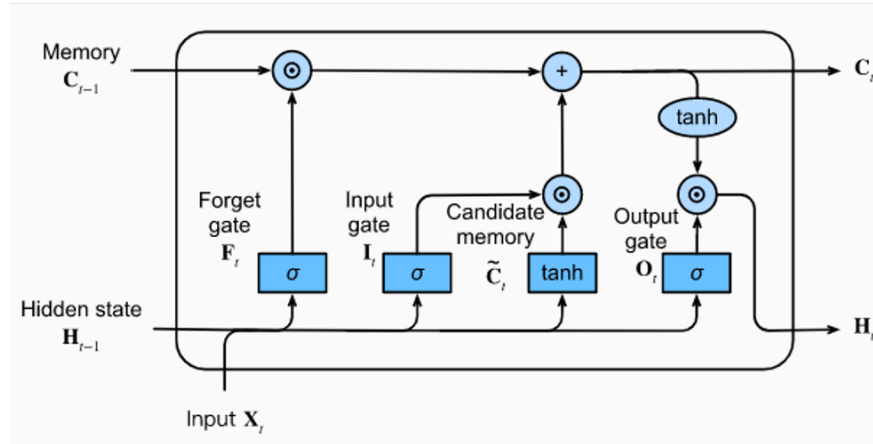 Memory
C_{t−1}
C_t
tanh
Forget
gate
F_t
Input
gate
I_t
Candidate
memory
C̃_t
Output
gate
O_t
σ
σ
tanh
σ
Hidden state
H_{t−1}
H_t
Input X_t